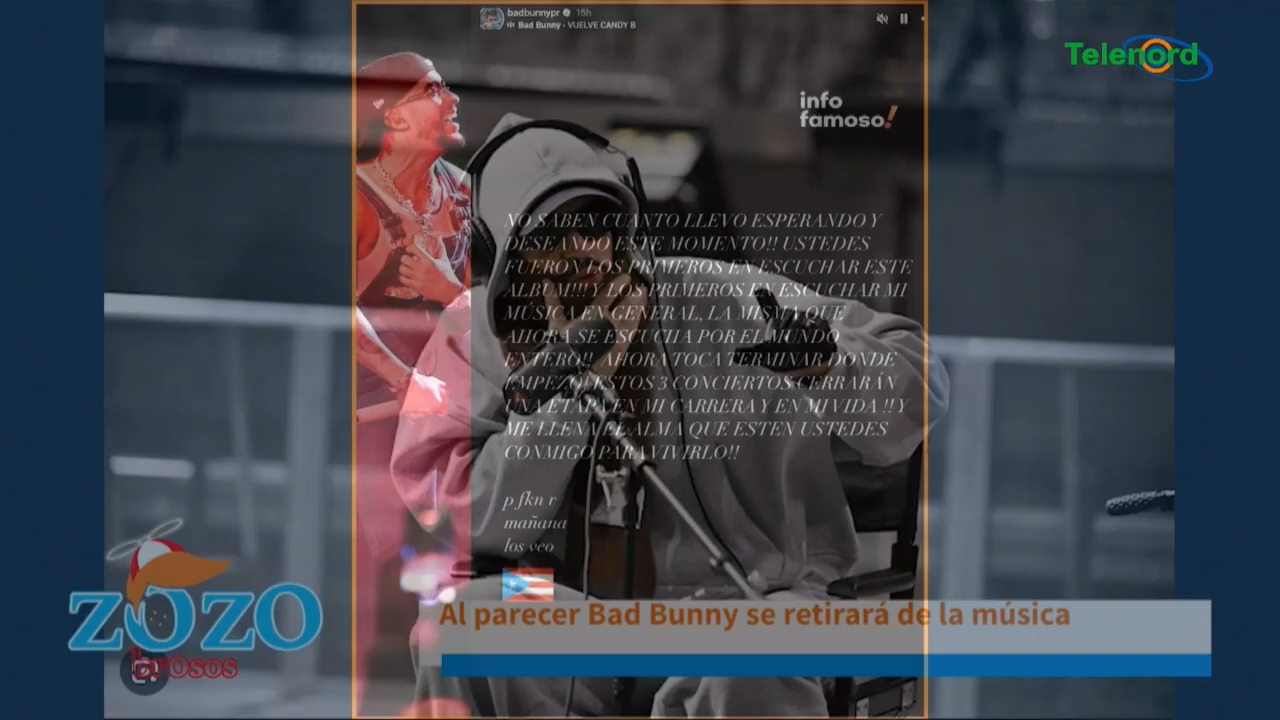 badbunnypr 15h
Bad Bunny - VUELVE CANDY B
Telenord
info
famoso!
NO SABEN CUANTO LLEVO ESPERANDO Y
DESEANDO ESTE MOMENTO!! USTEDES
FUERON LOS PRIMEROS EN ESCUCHAR ESTE
ALBUM!!! Y LOS PRIMEROS EN ESCUCHAR MI
MÚSICA EN GENERAL, LA MISMA QUE
AHORA SE ESCUCHA POR EL MUNDO
ENTERO!! AHORA TOCA TERMINAR DONDE
EMPEZO! ESTOS 3 CONCIERTOS CERRARÁN
UNA ETAPA EN MI CARRERA Y EN MI VIDA !! Y
ME LLENA EL ALMA QUE ESTEN USTEDES
CONMIGO PARA VIVIRLO!!
p fkn r
mañana
los veo
Al parecer Bad Bunny se retirará de la música
zozo
brosos